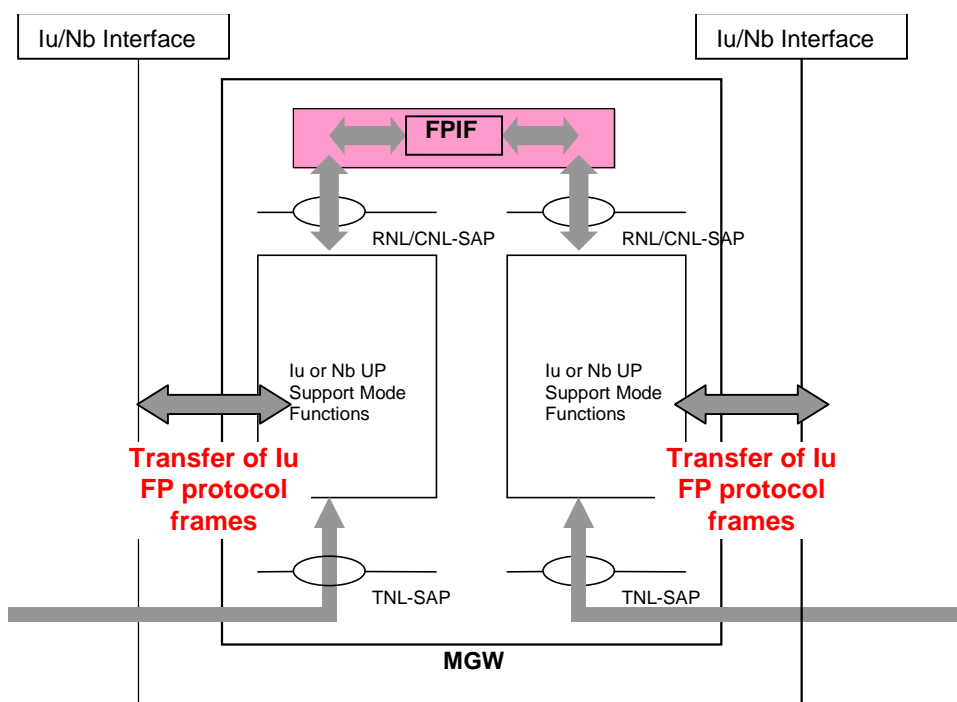 Iu/Nb Interface
Iu/Nb Interface
FPIF
RNL/CNL-SAP
RNL/CNL-SAP
Iu or Nb UP
Support Mode
Functions
Iu or Nb UP
Support Mode
Functions
Transfer of Iu
FP protocol
frames
Transfer of Iu
FP protocol
frames
TNL-SAP
TNL-SAP
MGW